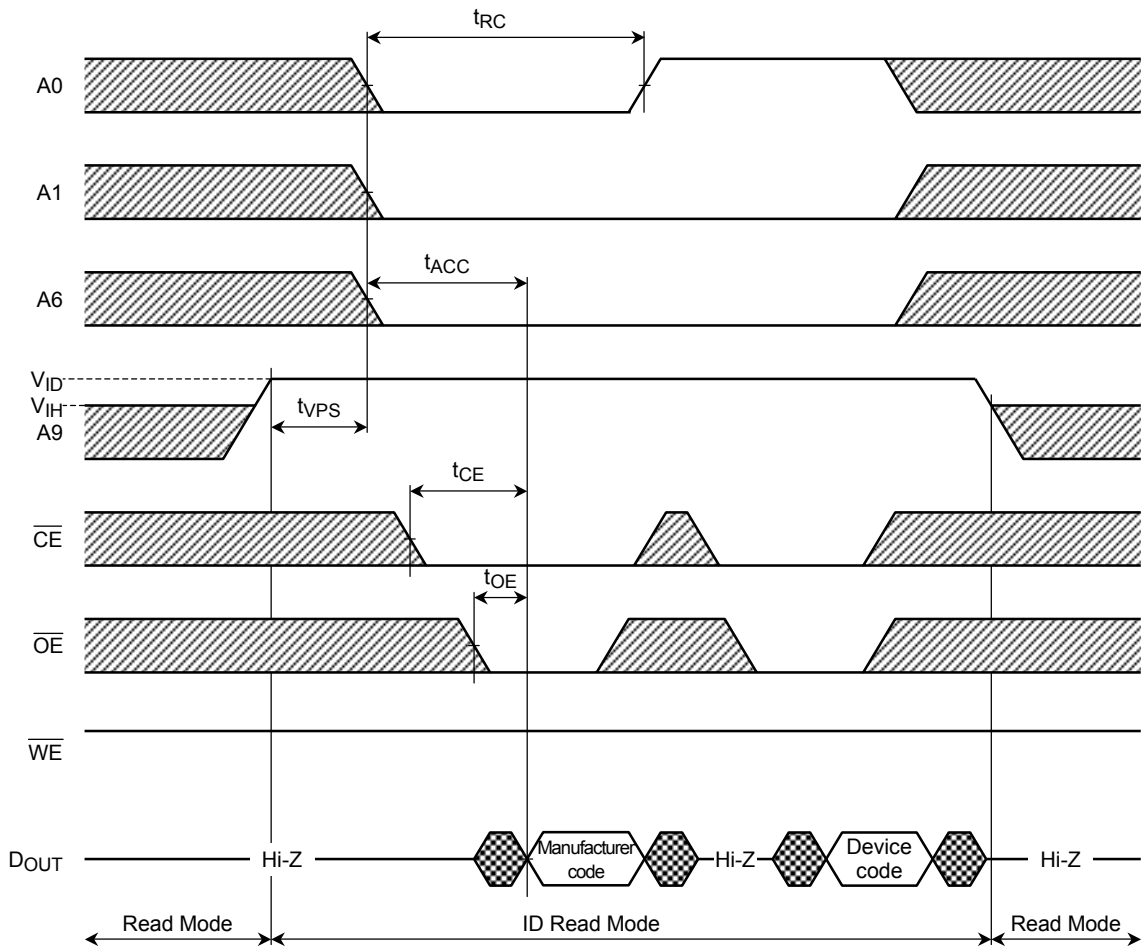 tRC
A0
A1
tACC
A6
VID
VIH
A9
tVPS
tCE
CE
tOE
OE
WE
DOUT
Hi-Z
Manufacturer
code
Hi-Z
Device
code
Hi-Z
Read Mode
ID Read Mode
Read Mode